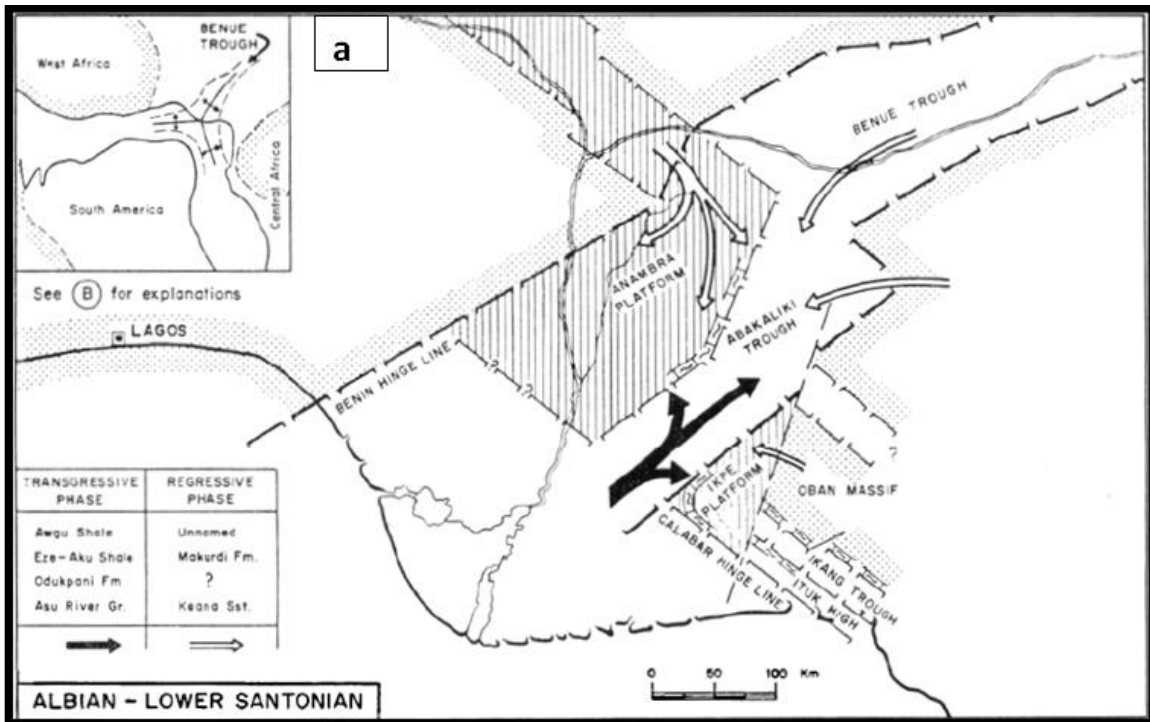 a
BENUE
TROUGH
West Africa
South America
Central Africa
See B for explanations
LAGOS
BENUE TROUGH
ANAMBRA
PLATFORM
ABAKALIKI
TROUGH
BENIN HINGE LINE
?
?
IKPE
PLATFORM
OBAN MASSIF
?
CALABAR HINGE LINE
ITUK HIGH
IKANG TROUGH
TRANSGRESSIVE PHASE
REGRESSIVE PHASE
Awgu Shale
Unnamed
Eze-Aku Shale
Makurdi Fm.
Odukpani Fm
?
Asu River Gr.
Keana Sst.
0 50 100 Km
ALBIAN - LOWER SANTONIAN